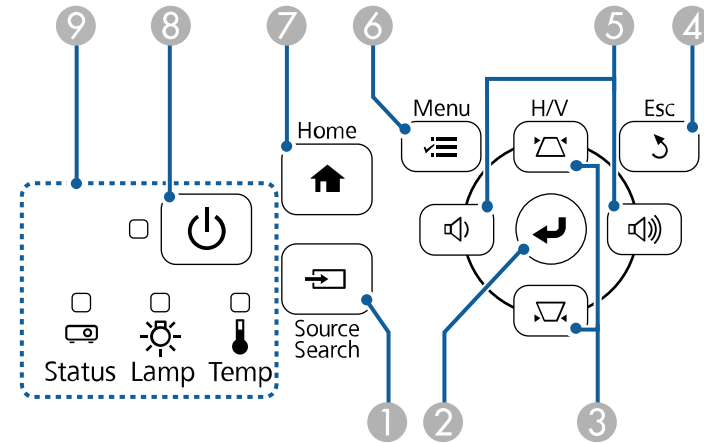 9 8 7 6 5 4
Menu H/V Esc
Home
Source
Search
Status Lamp Temp
1 2 3